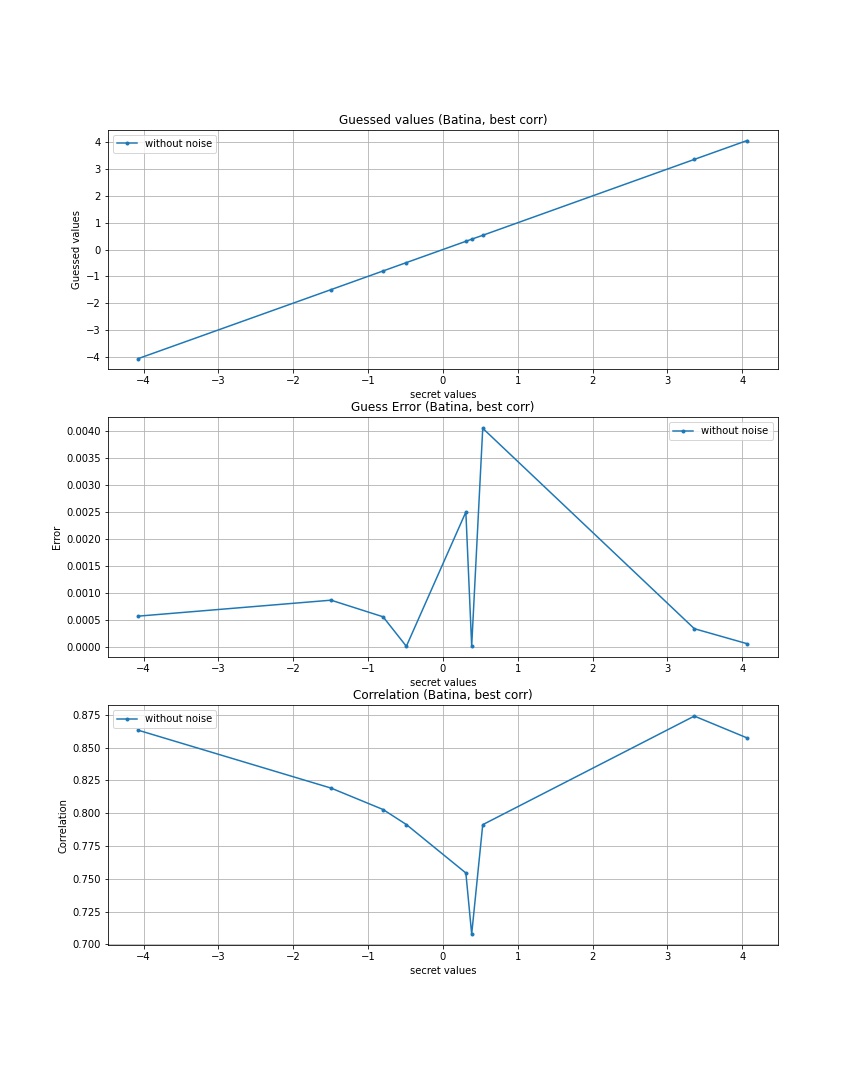 Guessed values (Batina, best corr)
without noise
4
3
2
1
0
−1
−2
−3
−4
Guessed values
−4 −3 −2 −1 0 1 2 3 4
secret values
Guess Error (Batina, best corr)
without noise
0.0040
0.0035
0.0030
0.0025
0.0020
0.0015
0.0010
0.0005
0.0000
Error
−4 −3 −2 −1 0 1 2 3 4
secret values
Correlation (Batina, best corr)
without noise
0.875
0.850
0.825
0.800
0.775
0.750
0.725
0.700
Correlation
−4 −3 −2 −1 0 1 2 3 4
secret values